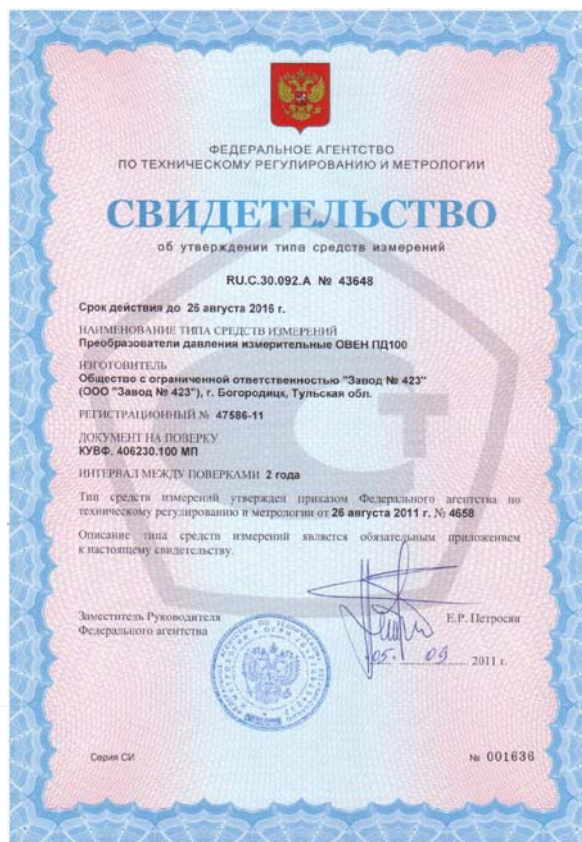 ФЕДЕРАЛЬНОЕ АГЕНТСТВО
ПО ТЕХНИЧЕСКОМУ РЕГУЛИРОВАНИЮ И МЕТРОЛОГИИ
СВИДЕТЕЛЬСТВО
об утверждении типа средств измерений
RU.C.30.092.A № 43648
Срок действия до 26 августа 2016 г.
НАИМЕНОВАНИЕ ТИПА СРЕДСТВ ИЗМЕРЕНИЙ
Преобразователи давления измерительные ОВЕН ПД100
ИЗГОТОВИТЕЛЬ
Общество с ограниченной ответственностью "Завод № 423"
(ООО "Завод № 423"), г. Богородицк, Тульская обл.
РЕГИСТРАЦИОННЫЙ № 47586-11
ДОКУМЕНТ НА ПОВЕРКУ
КУВФ. 406230.100 МП
ИНТЕРВАЛ МЕЖДУ ПОВЕРКАМИ 2 года
Тип средств измерений утвержден приказом Федерального агентства по
техническому регулированию и метрологии от 26 августа 2011 г. № 4658
Описание типа средств измерений является обязательным приложением
к настоящему свидетельству.
Заместитель Руководителя
Федерального агентства
Е.Р. Петросян
05. 09 2011 г.
Серия СИ
№ 001636